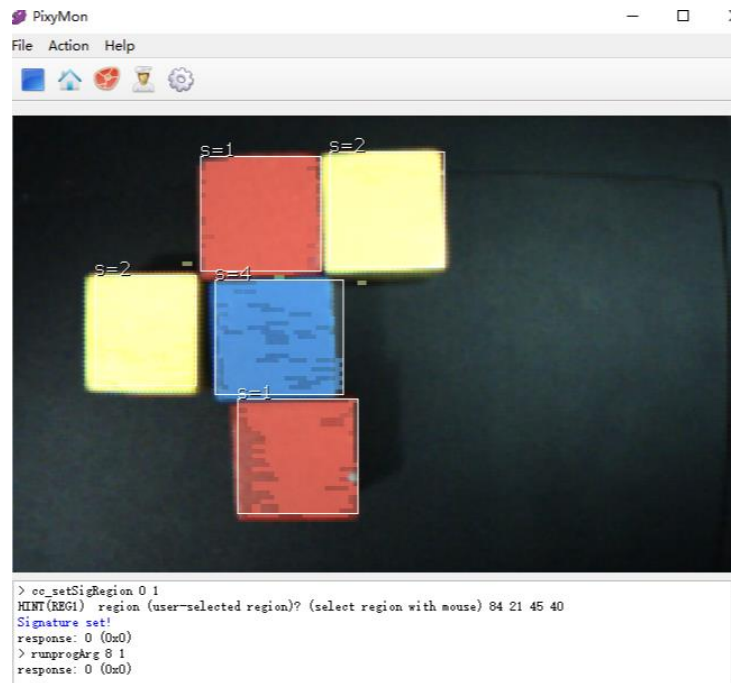 PixyMon
File Action Help
s=1
s=2
s=2
s=4
s=1
> cc_setSigRegion 0 1
HINT(REG1) region (user-selected region)? (select region with mouse) 84 21 45 40
Signature set!
response: 0 (0x0)
> runprogArg 8 1
response: 0 (0x0)